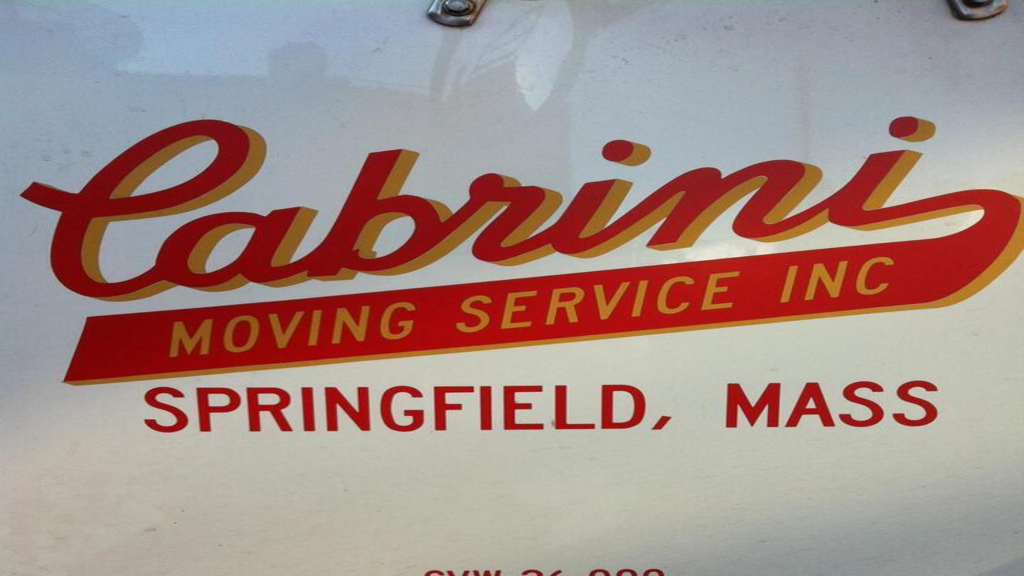 Cabrini
MOVING SERVICE INC
SPRINGFIELD, MASS